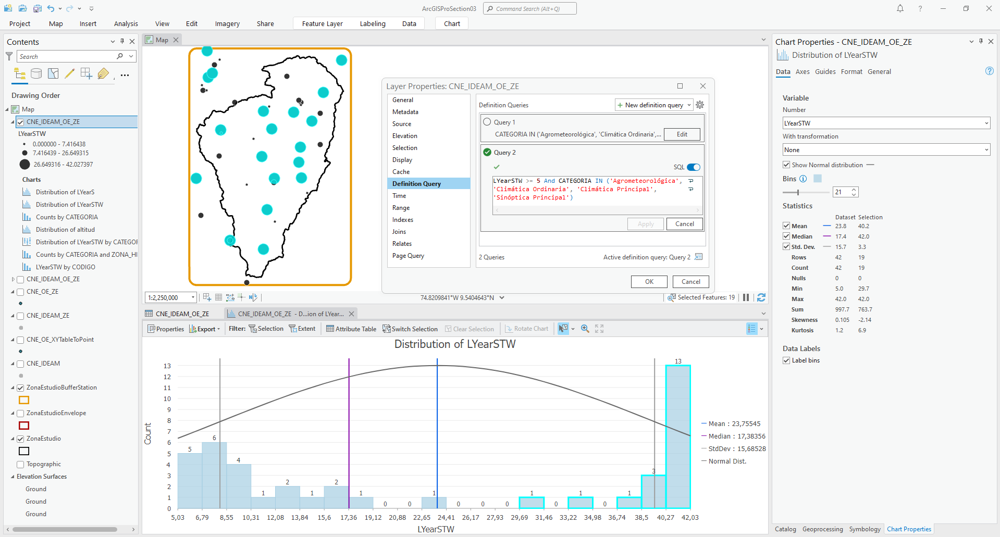 ArcGISProSection03
Command Search (Alt+Q)
?
Project
Map
Insert
Analysis
View
Edit
Imagery
Share
Feature Layer
Labeling
Data
Chart
Contents
Search
Drawing Order
Map
CNE_IDEAM_OE_ZE
LYearSTW
0.000000 - 7.416438
7.416439 - 26.649315
26.649316 - 42.027397
Charts
Distribution of LYearS
Distribution of LYearSTW
Counts by CATEGORIA
Distribution of altitud
Distribution of LYearSTW by CATEGOF
Counts by CATEGORIA and ZONA_HI
LYearSTW by CODIGO
CNE_IDEAM_OE_ZE
CNE_OE_ZE
CNE_IDEAM_ZE
CNE_OE_XYTableToPoint
CNE_IDEAM
ZonaEstudioBufferStation
ZonaEstudioEnvelope
ZonaEstudio
Topographic
Elevation Surfaces
Ground
Ground
Ground
Map
1:2,250,000
74.8209841°W 9.5404643°N
Selected Features: 19
Layer Properties: CNE_IDEAM_OE_ZE
General
Metadata
Source
Elevation
Selection
Display
Cache
Definition Query
Time
Range
Indexes
Joins
Relates
Page Query
Definition Queries
New definition query
Query 1
CATEGORIA IN ('Agrometeorológica', 'Climática Ordinaria',...
Edit
Query 2
SQL
LYearSTW >= 5 And CATEGORIA IN ('Agrometeorológica',
'Climática Ordinaria', 'Climática Principal',
'Sinóptica Principal')
Apply
Cancel
2 Queries
Active definition query: Query 2
OK
Cancel
CNE_IDEAM_OE_ZE
CNE_IDEAM_OE_ZE - D...ion of LYear...
Properties
Export
Filter:
Selection
Extent
Attribute Table
Switch Selection
Clear Selection
Rotate Chart
Distribution of LYearSTW
Count
13
12
11
10
9
8
7
6
5
4
3
2
1
0
5
6
4
1
2
1
2
1
0
0
1
0
0
0
1
0
1
0
1
3
13
5,03
6,79
8,55
10,31
12,08
13,84
15,6
17,36
19,12
20,88
22,65
24,41
26,17
27,93
29,69
31,46
33,22
34,98
36,74
38,5
40,27
42,03
LYearSTW
Mean : 23,75545
Median : 17,38356
StdDev : 15,68528
Normal Dist.
Chart Properties - CNE_IDEAM_OE_ZE
Distribution of LYearSTW
Data
Axes
Guides
Format
General
?
Variable
Number
LYearSTW
With transformation
None
Show Normal distribution
Bins
21
Statistics
Dataset Selection
Mean 23.8 40.2
Median 17.4 42.0
Std. Dev. 15.7 3.3
Rows 42 19
Count 42 19
Nulls 0 0
Min 5.0 29.7
Max 42.0 42.0
Sum 997.7 763.7
Skewness 0.105 -2.14
Kurtosis 1.2 6.9
Data Labels
Label bins
Catalog
Geoprocessing
Symbology
Chart Properties